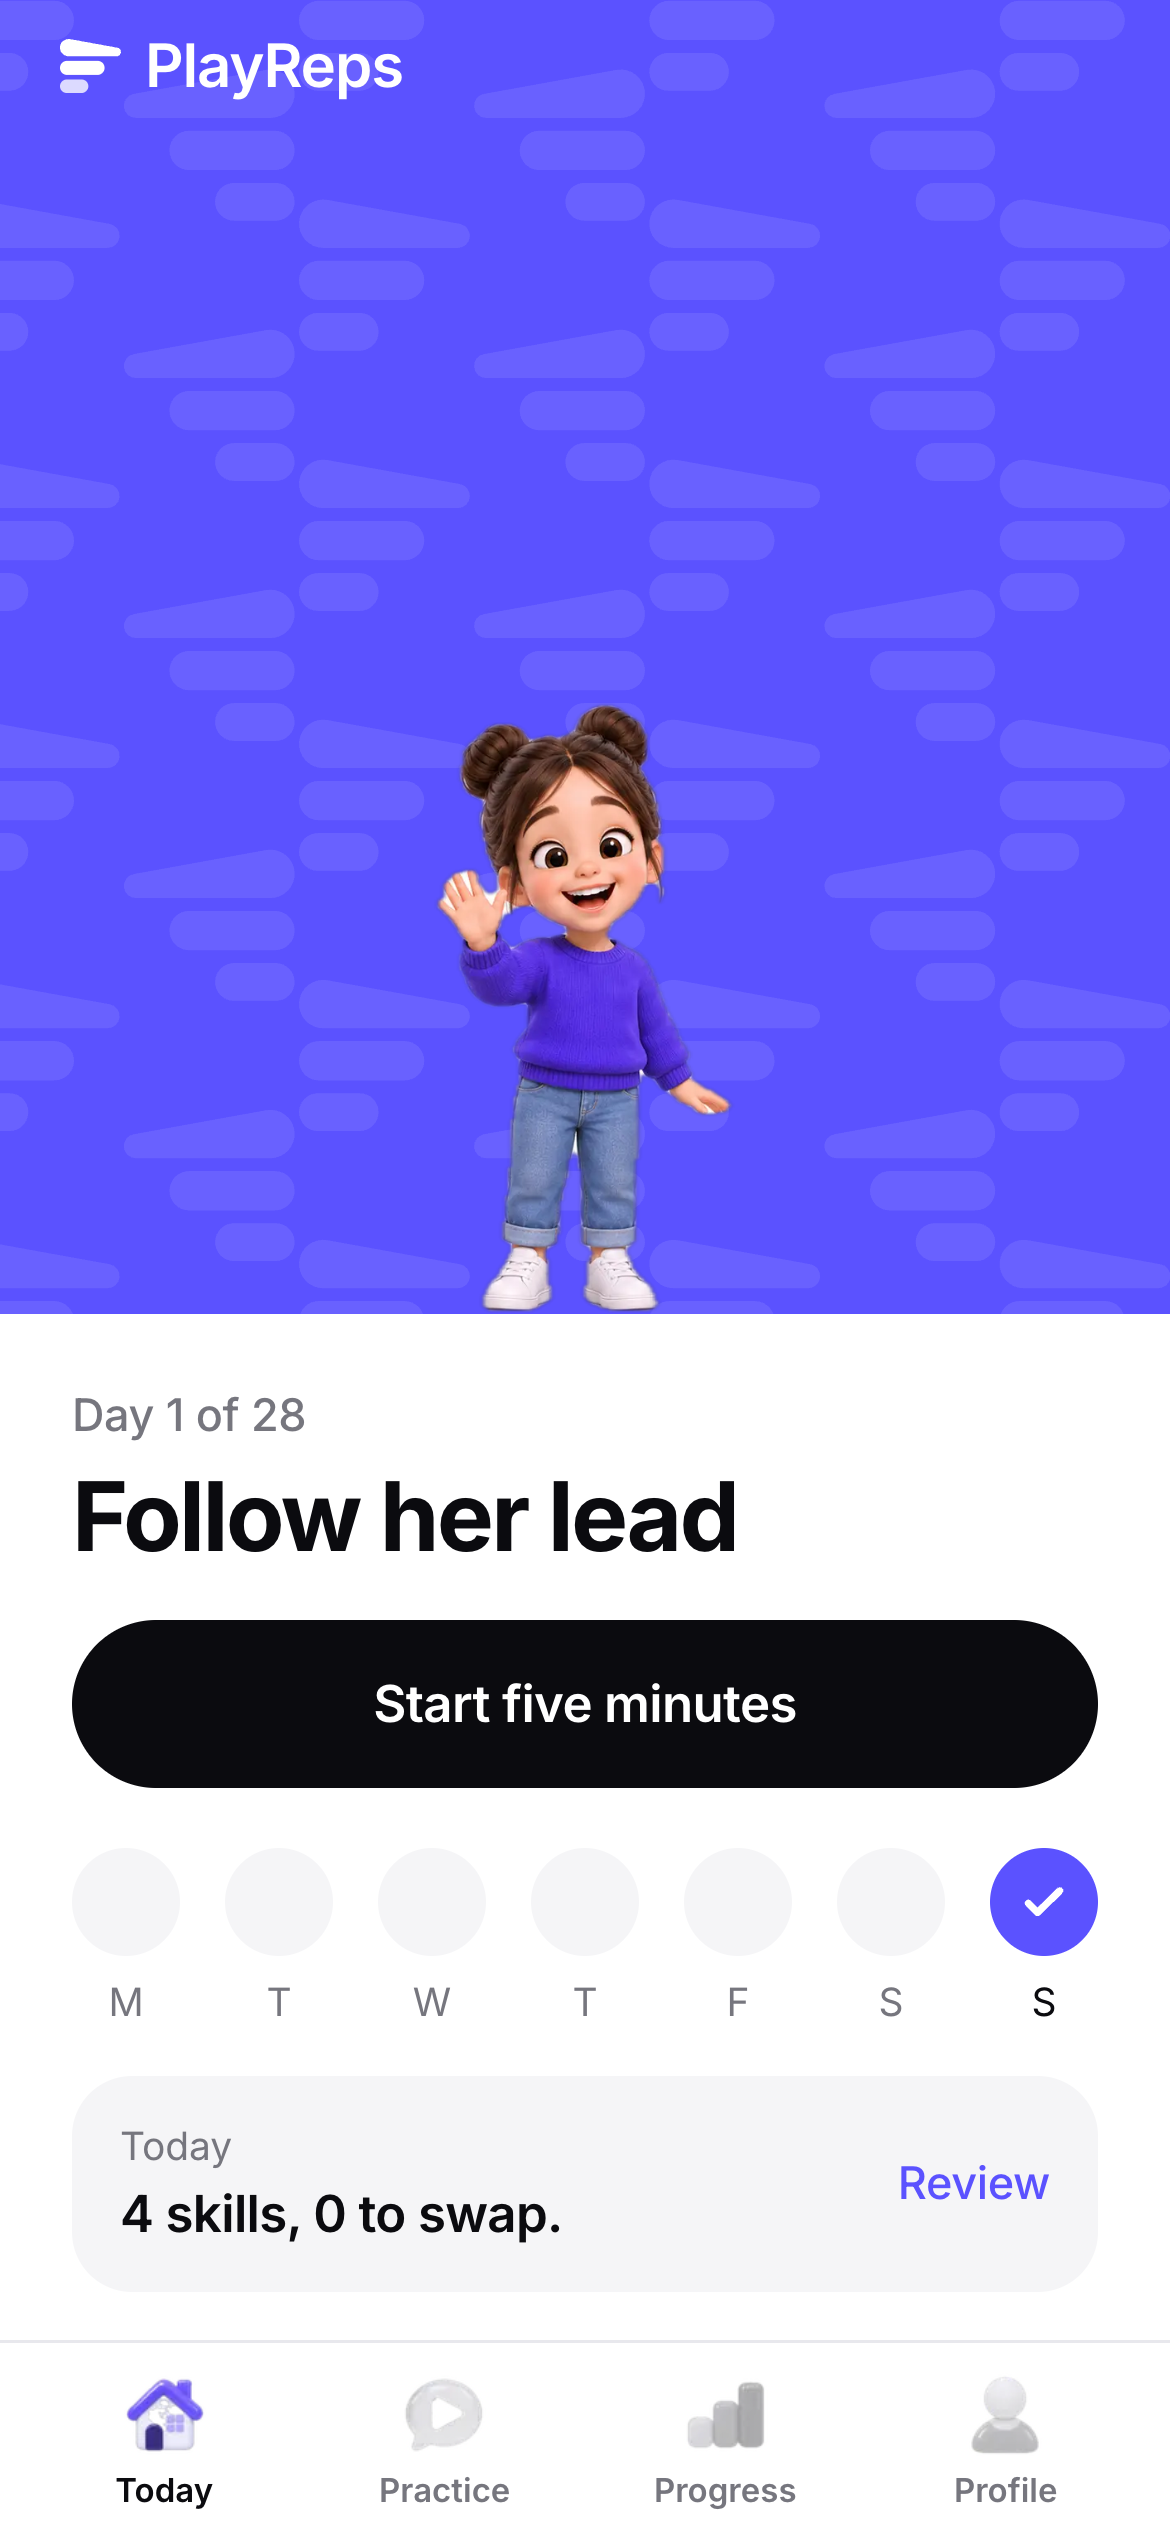 PlayReps
Day 1 of 28
Follow her lead
Start five minutes
M T W T F S S
Today
4 skills, 0 to swap.
Review
Today Practice Progress Profile